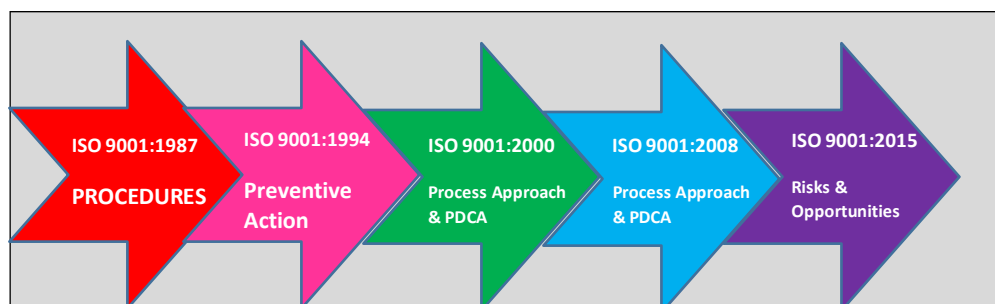 ISO 9001:1987
PROCEDURES
ISO 9001:1994
Preventive
Action
ISO 9001:2000
Process Approach
& PDCA
ISO 9001:2008
Process Approach
& PDCA
ISO 9001:2015
Risks &
Opportunities